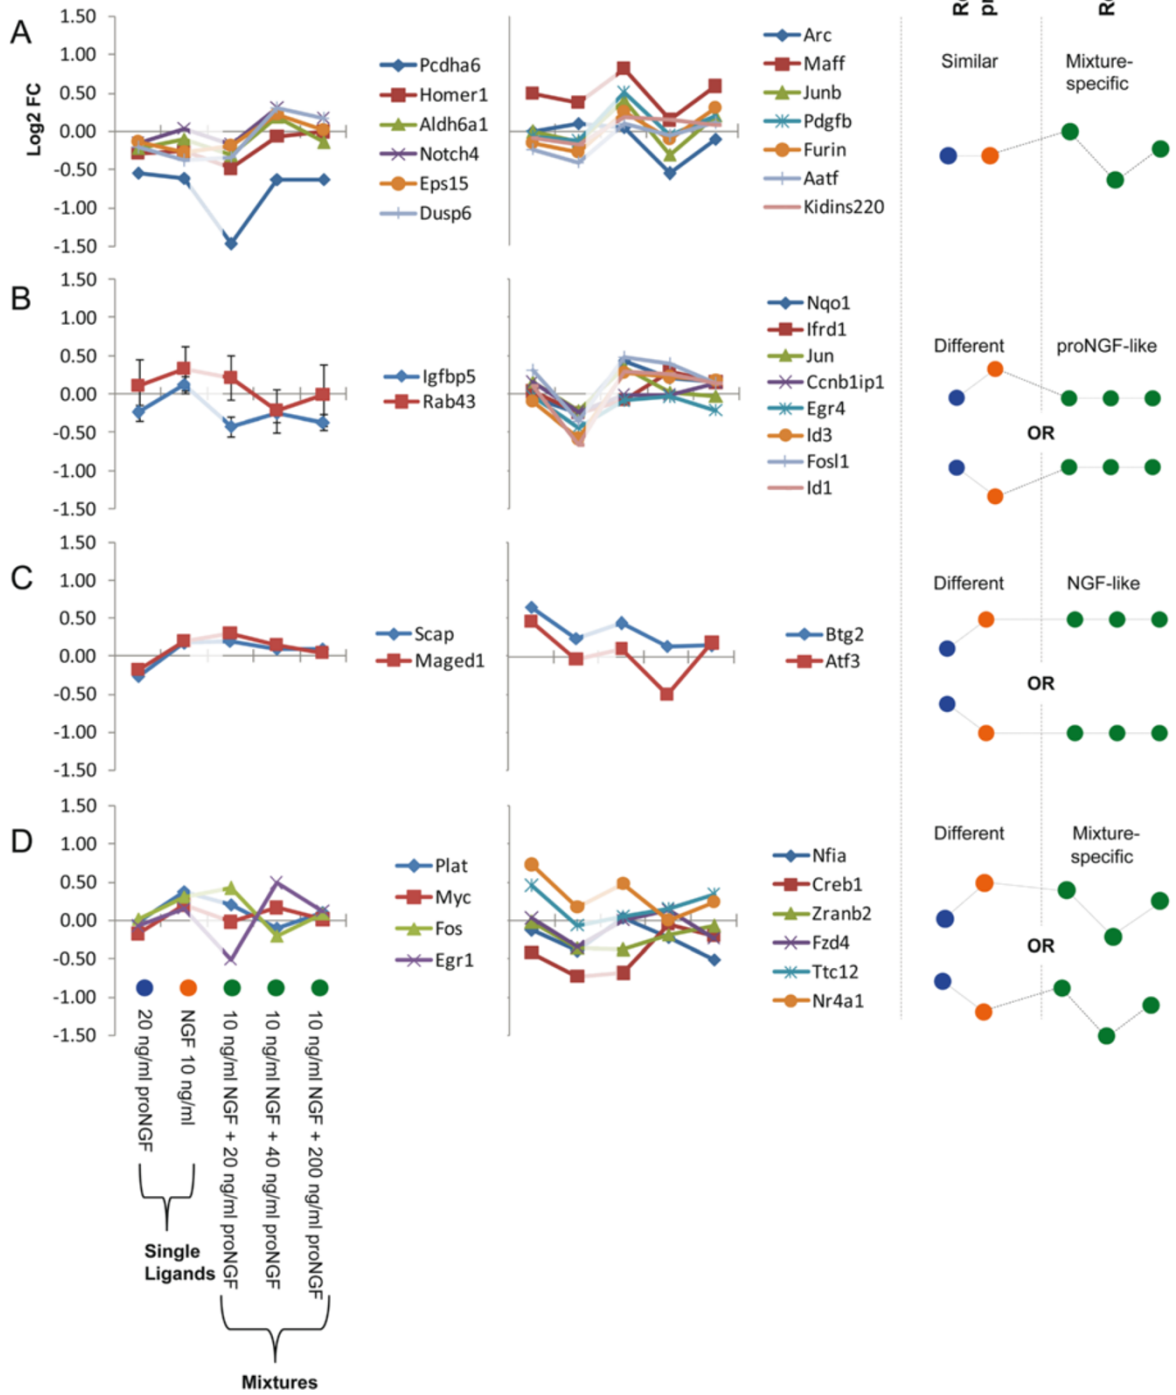 A
Log2 FC
1.50
1.00
0.50
0.00
-0.50
-1.00
-1.50
Pcdha6
Homer1
Aldh6a1
Notch4
Eps15
Dusp6
Arc
Maff
Junb
Pdgfb
Furin
Aatf
Kidins220
Similar
Mixture-
specific
B
1.50
1.00
0.50
0.00
-0.50
-1.00
-1.50
Igfbp5
Rab43
Nqo1
Ifrd1
Jun
Ccnb1ip1
Egr4
Id3
Fosl1
Id1
Different
proNGF-like
OR
C
1.50
1.00
0.50
0.00
-0.50
-1.00
-1.50
Scap
Maged1
Btg2
Atf3
Different
NGF-like
OR
D
1.50
1.00
0.50
0.00
-0.50
-1.00
-1.50
Plat
Myc
Fos
Egr1
Nfia
Creb1
Zranb2
Fzd4
Ttc12
Nr4a1
Different
Mixture-
specific
OR
20 ng/ml proNGF
NGF 10 ng/ml
10 ng/ml NGF + 20 ng/ml proNGF
10 ng/ml NGF + 40 ng/ml proNGF
10 ng/ml NGF + 200 ng/ml proNGF
Single
Ligands
Mixtures